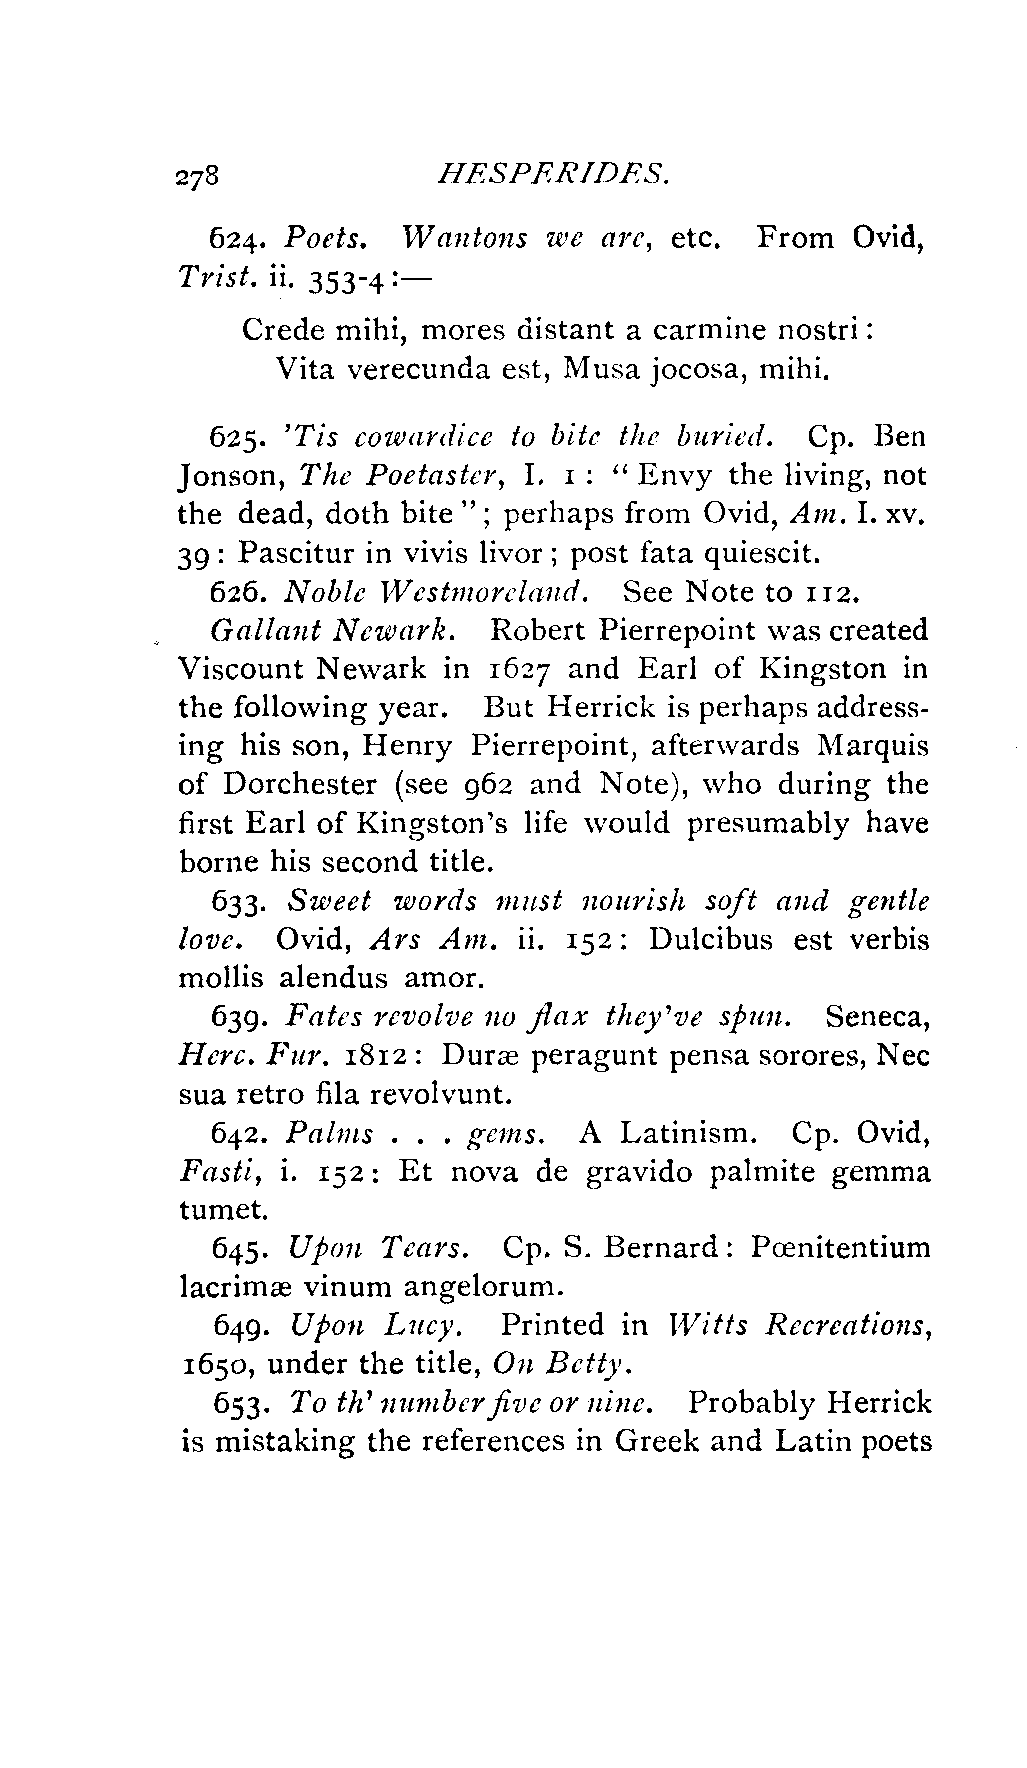 278 HESPERIDES.
624. Poets. Wantons we are, etc. From Ovid,
Trist. ii. 353-4:—
Crede mihi, mores distant a carmine nostri:
Vita verecunda est, Musa jocosa, mihi.
625. 'Tis cowardice to bite the buried. Cp. Ben
Jonson, The Poetaster, I. 1: “Envy the living, not
the dead, doth bite”; perhaps from Ovid, Am. I. xv.
39: Pascitur in vivis livor; post fata quiescit.
626. Noble Westmoreland. See Note to 112.
Gallant Newark. Robert Pierrepoint was created
Viscount Newark in 1627 and Earl of Kingston in
the following year. But Herrick is perhaps address-
ing his son, Henry Pierrepoint, afterwards Marquis
of Dorchester (see 962 and Note), who during the
first Earl of Kingston's life would presumably have
borne his second title.
633. Sweet words must nourish soft and gentle
love. Ovid, Ars Am. ii. 152: Dulcibus est verbis
mollis alendus amor.
639. Fates revolve no flax they've spun. Seneca,
Herc. Fur. 1812: Duræ peragunt pensa sorores, Nec
sua retro fila revolvunt.
642. Palms . . . gems. A Latinism. Cp. Ovid,
Fasti, i. 152: Et nova de gravido palmite gemma
tumet.
645. Upon Tears. Cp. S. Bernard: Pœnitentium
lacrimæ vinum angelorum.
649. Upon Lucy. Printed in Witts Recreations,
1650, under the title, On Betty.
653. To th' number five or nine. Probably Herrick
is mistaking the references in Greek and Latin poets